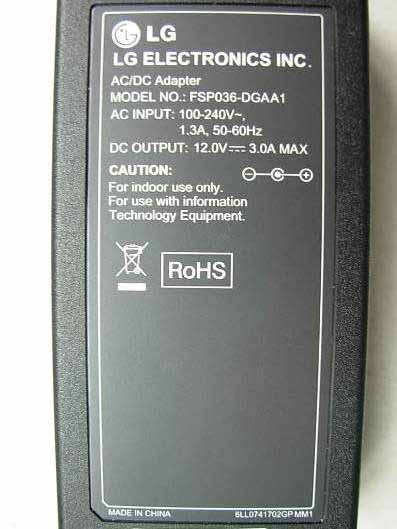 LG
LG ELECTRONICS INC.
AC/DC Adapter
MODEL NO.: FSP036-DGAA1
AC INPUT: 100-240V~,
1.3A, 50-60Hz
DC OUTPUT: 12.0V⎓3.0A MAX
CAUTION:
For indoor use only.
For use with information
Technology Equipment.
RoHS
MADE IN CHINA 6LL0741702GP MM1